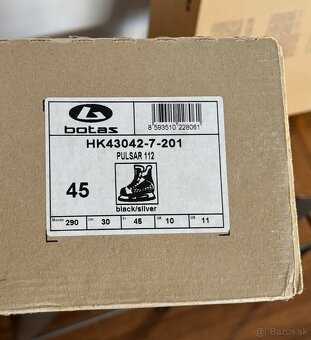 botas
8 593510 228061
HK43042-7-201
PULSAR 112
45
black/silver
290 30 45 10 11
© Bazos.sk